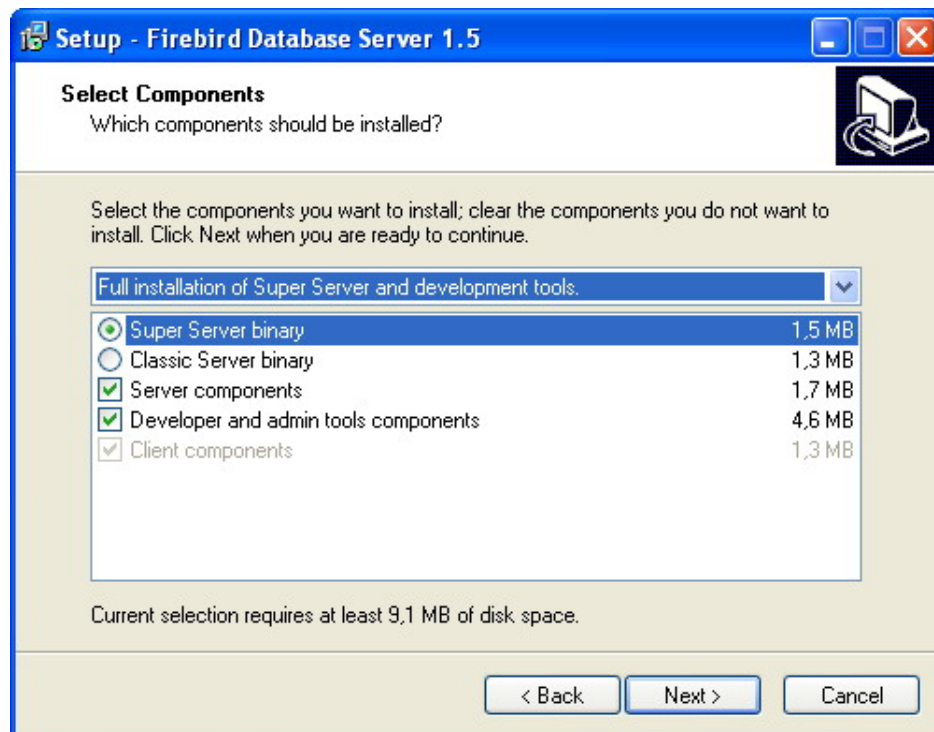 Setup - Firebird Database Server 1.5
Select Components
Which components should be installed?
Select the components you want to install; clear the components you do not want to
install. Click Next when you are ready to continue.
Full installation of Super Server and development tools.
Super Server binary 1,5 MB
Classic Server binary 1,3 MB
Server components 1,7 MB
Developer and admin tools components 4,6 MB
Client components 1,3 MB
Current selection requires at least 9,1 MB of disk space.
< Back Next > Cancel